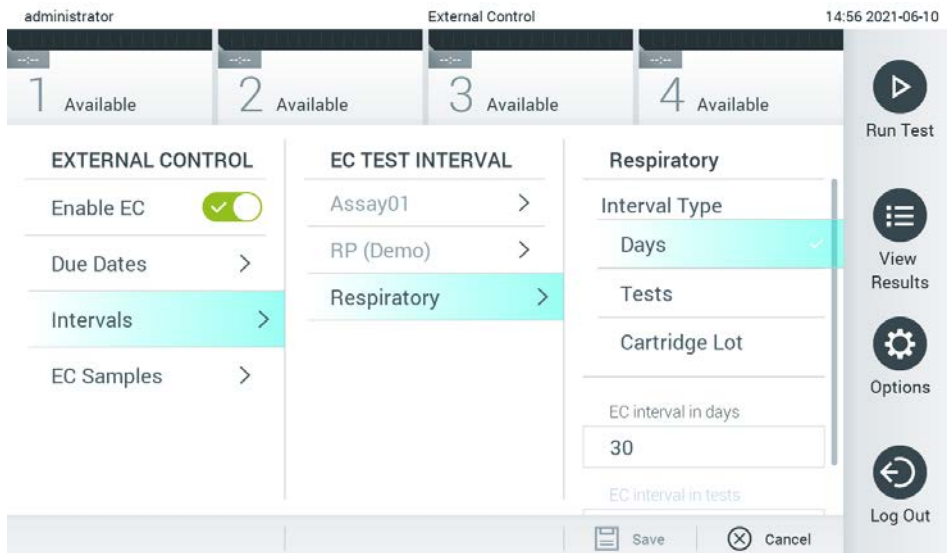 administrator External Control 14:56 2021-06-10
--:-- --:-- --:-- --:--
1 Available 2 Available 3 Available 4 Available
Run Test
EXTERNAL CONTROL EC TEST INTERVAL Respiratory
Enable EC Assay01 Interval Type
Days
Due Dates RP (Demo)
View
Results
Intervals Respiratory Tests
Cartridge Lot
EC Samples
Options
EC interval in days
30
EC interval in tests
Log Out
Save Cancel